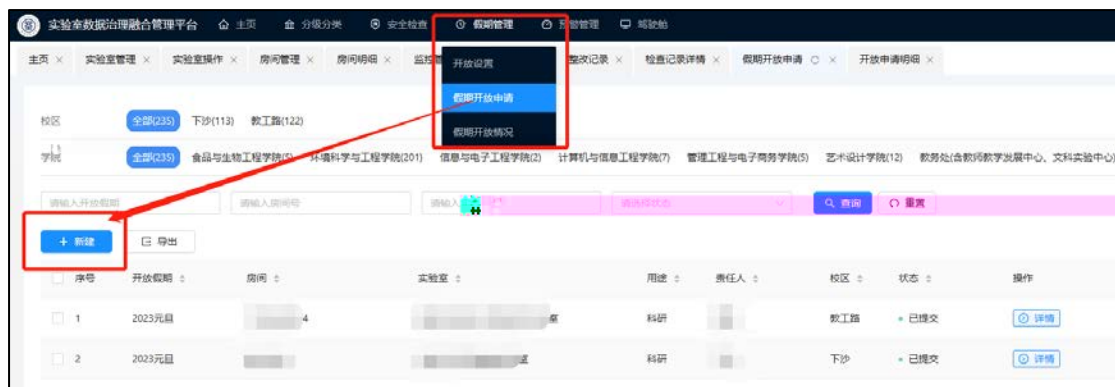 实验室数据治理融合管理平台 主页 分级分类 安全检查 假期管理 预警管理 驾驶舱
主页 × 实验室管理 × 实验室操作 × 房间管理 × 房间明细 × 整改记录 × 检查记录详情 × 假期开放申请 × 开放申请明细 ×
开放设置
假期开放申请
假期开放情况
校区 全部(235) 下沙(113) 教工路(122)
学院 全部(235) 食品与生物工程学院(5) 环境科学与工程学院(201) 信息与电子工程学院(2) 计算机与信息工程学院(7) 管理工程与电子商务学院(5) 艺术设计学院(12) 教务处(含教师教学发展中心、文科实验中心)
请输入开放假期 请输入房间号 请输入 请选择状态 查询 重置
+ 新建 导出
序号 开放假期 房间 实验室 用途 责任人 校区 状态 操作
1 2023元旦 4 室 科研 教工路 已提交 详情
2 2023元旦 室 科研 下沙 已提交 详情